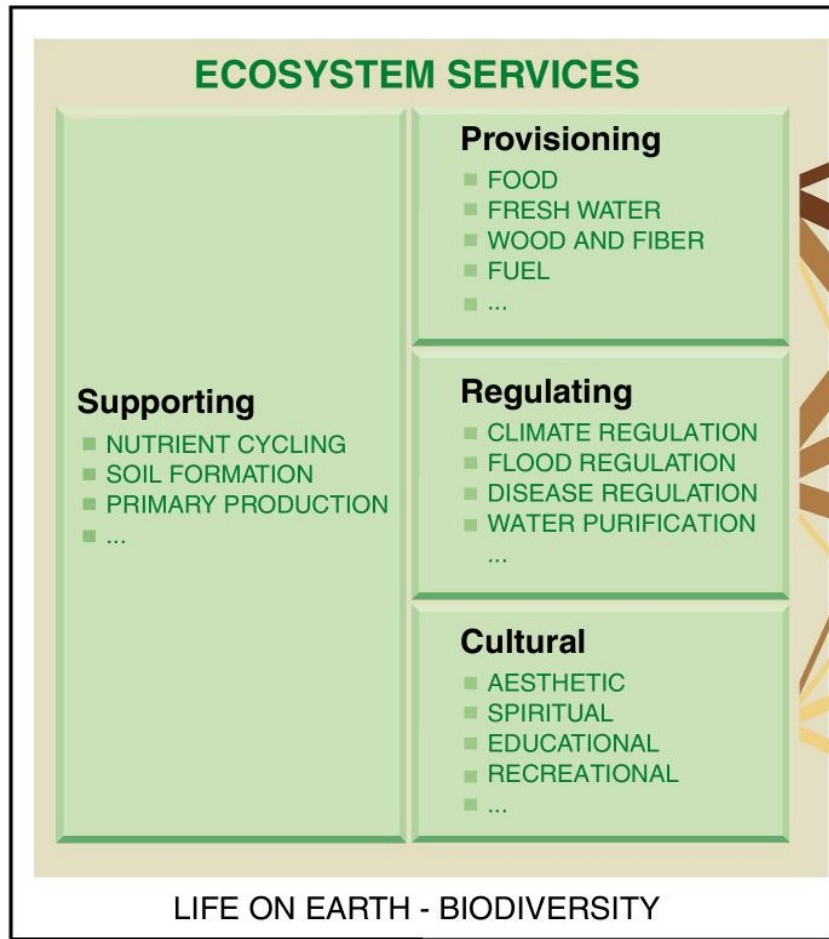 ECOSYSTEM SERVICES
Supporting
NUTRIENT CYCLING
SOIL FORMATION
PRIMARY PRODUCTION
...
Provisioning
FOOD
FRESH WATER
WOOD AND FIBER
FUEL
...
Regulating
CLIMATE REGULATION
FLOOD REGULATION
DISEASE REGULATION
WATER PURIFICATION
...
Cultural
AESTHETIC
SPIRITUAL
EDUCATIONAL
RECREATIONAL
...
LIFE ON EARTH - BIODIVERSITY